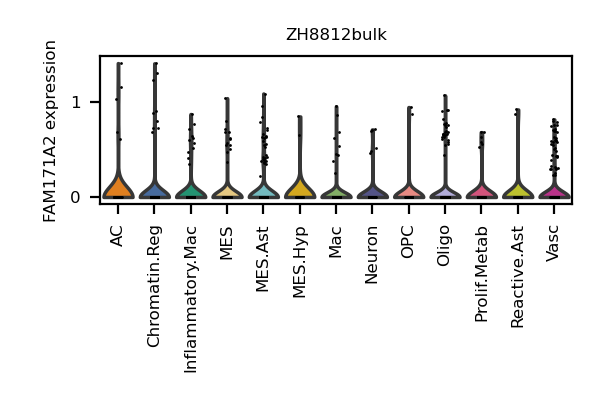 ZH8812bulk
FAM171A2 expression
1
0
AC
Chromatin.Reg
Inflammatory.Mac
MES
MES.Ast
MES.Hyp
Mac
Neuron
OPC
Oligo
Prolif.Metab
Reactive.Ast
Vasc